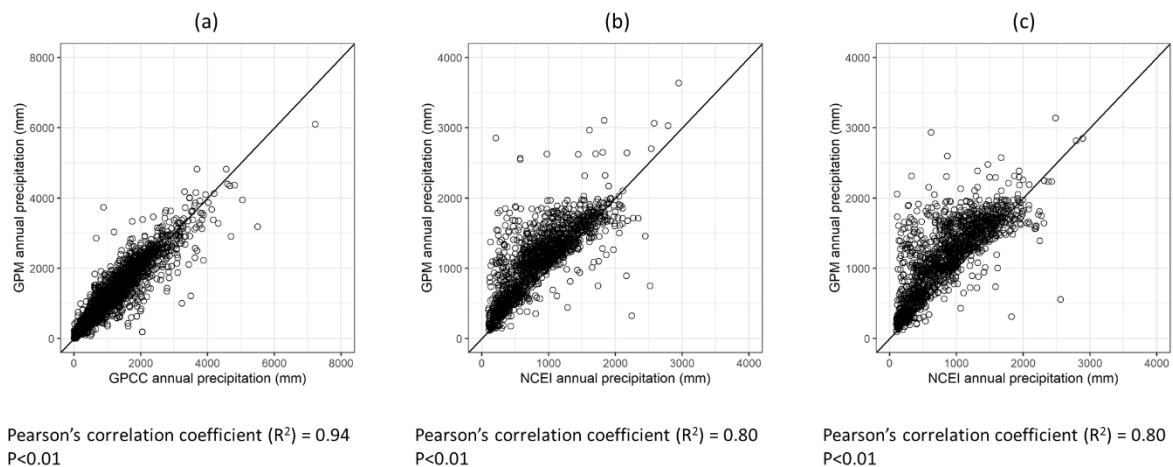 (a)
8000
6000
4000
2000
0
GPM annual precipitation (mm)
0 2000 4000 6000 8000
GPCC annual precipitation (mm)
Pearson's correlation coefficient (R²) = 0.94
P<0.01
(b)
4000
3000
2000
1000
0
GPM annual precipitation (mm)
0 1000 2000 3000 4000
NCEI annual precipitation (mm)
Pearson's correlation coefficient (R²) = 0.80
P<0.01
(c)
4000
3000
2000
1000
0
GPM annual precipitation (mm)
0 1000 2000 3000 4000
NCEI annual precipitation (mm)
Pearson's correlation coefficient (R²) = 0.80
P<0.01